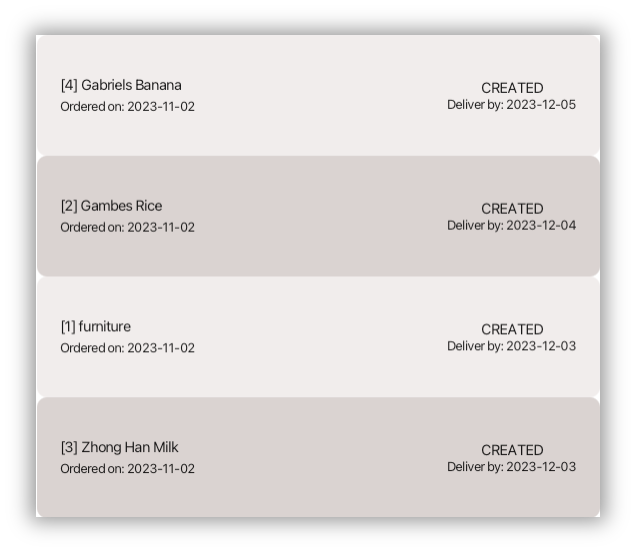 [4] Gabriels Banana
Ordered on: 2023-11-02
CREATED
Deliver by: 2023-12-05
[2] Gambes Rice
Ordered on: 2023-11-02
CREATED
Deliver by: 2023-12-04
[1] furniture
Ordered on: 2023-11-02
CREATED
Deliver by: 2023-12-03
[3] Zhong Han Milk
Ordered on: 2023-11-02
CREATED
Deliver by: 2023-12-03